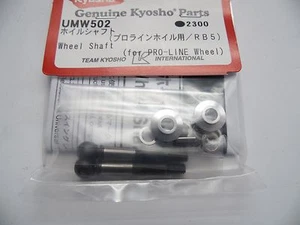 Genuine Kyosho Parts
UMW502 ●2300
ホイルシャフト
(プロラインホイル用/RB5)
Wheel Shaft
(for PRO-LINE Wheel)
TEAM KYOSHO K INTERNATIONAL